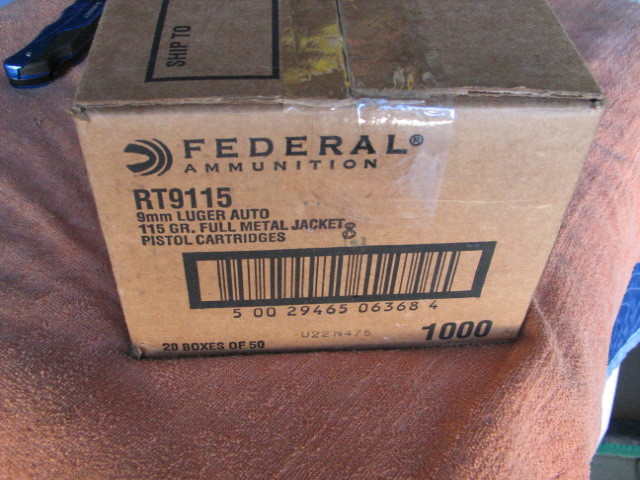 SHIP TO
FEDERAL®
AMMUNITION
RT9115
9mm LUGER AUTO
115 GR. FULL METAL JACKET
PISTOL CARTRIDGES
5 00 29465 06368 4
U22N475
20 BOXES OF 50
1000